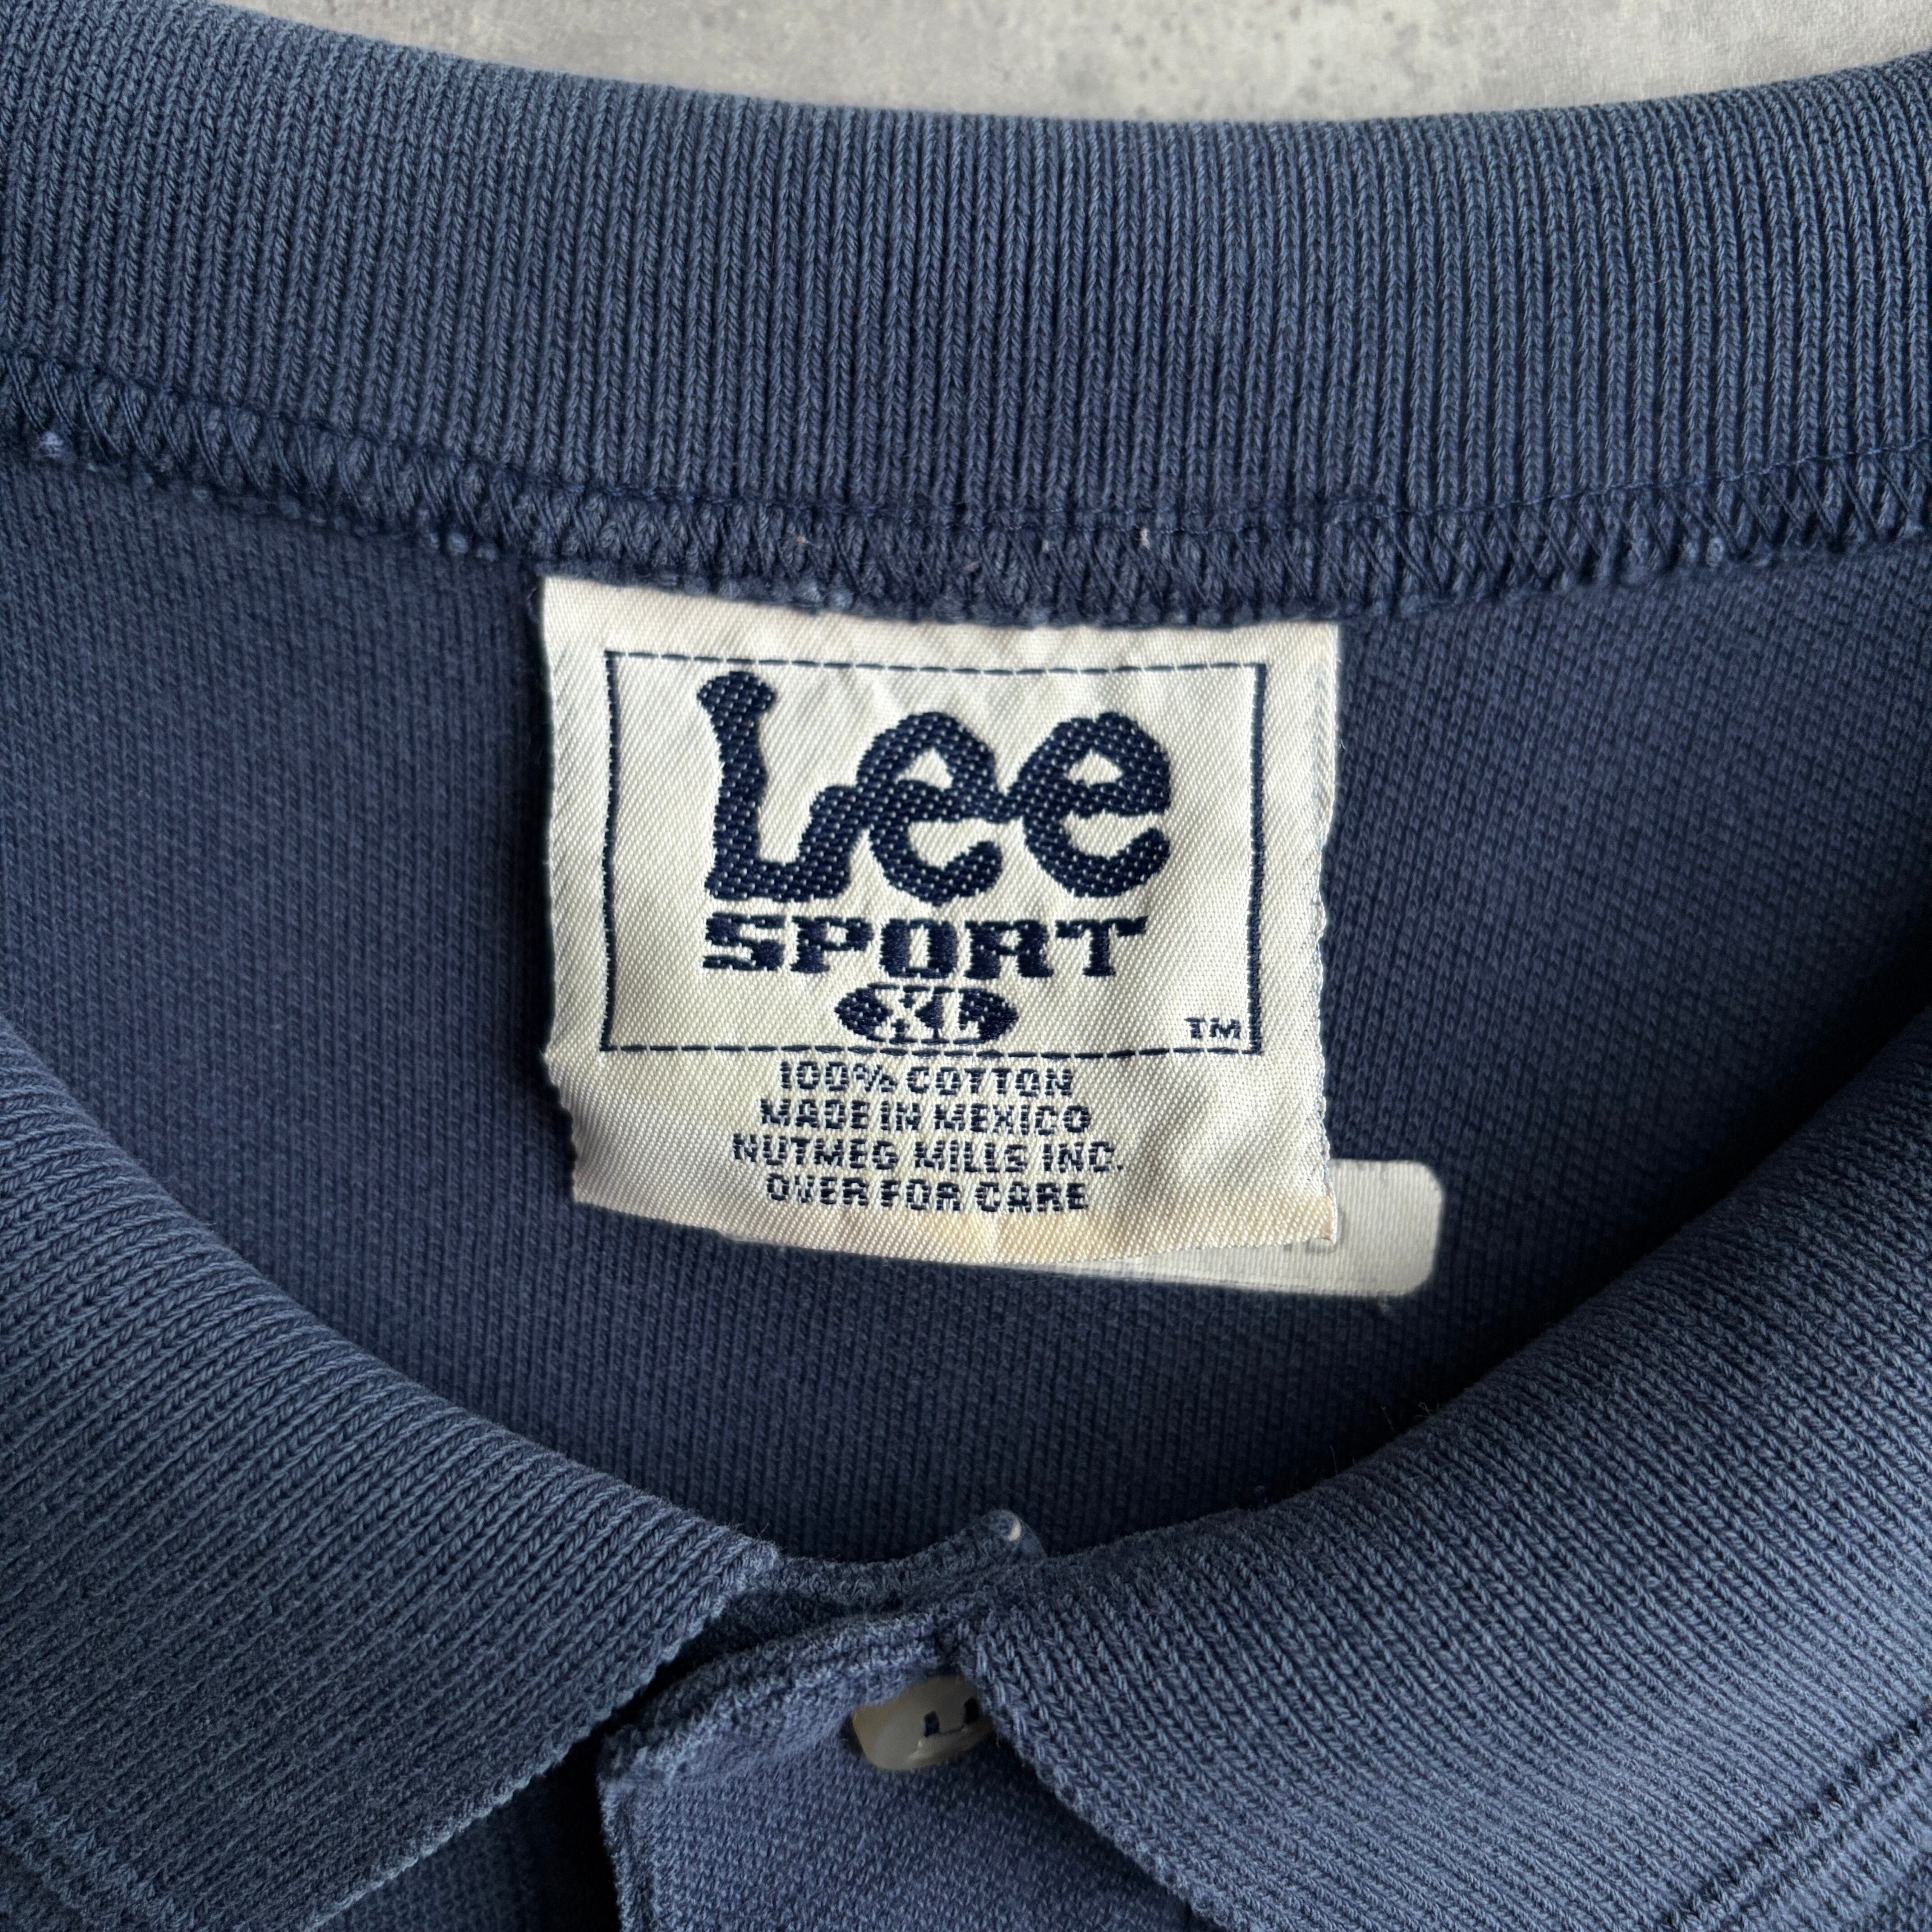 Lee
SPORT
XL
TM
100% COTTON
MADE IN MEXICO
NUTMEG MILLS INC.
OVER FOR CARE